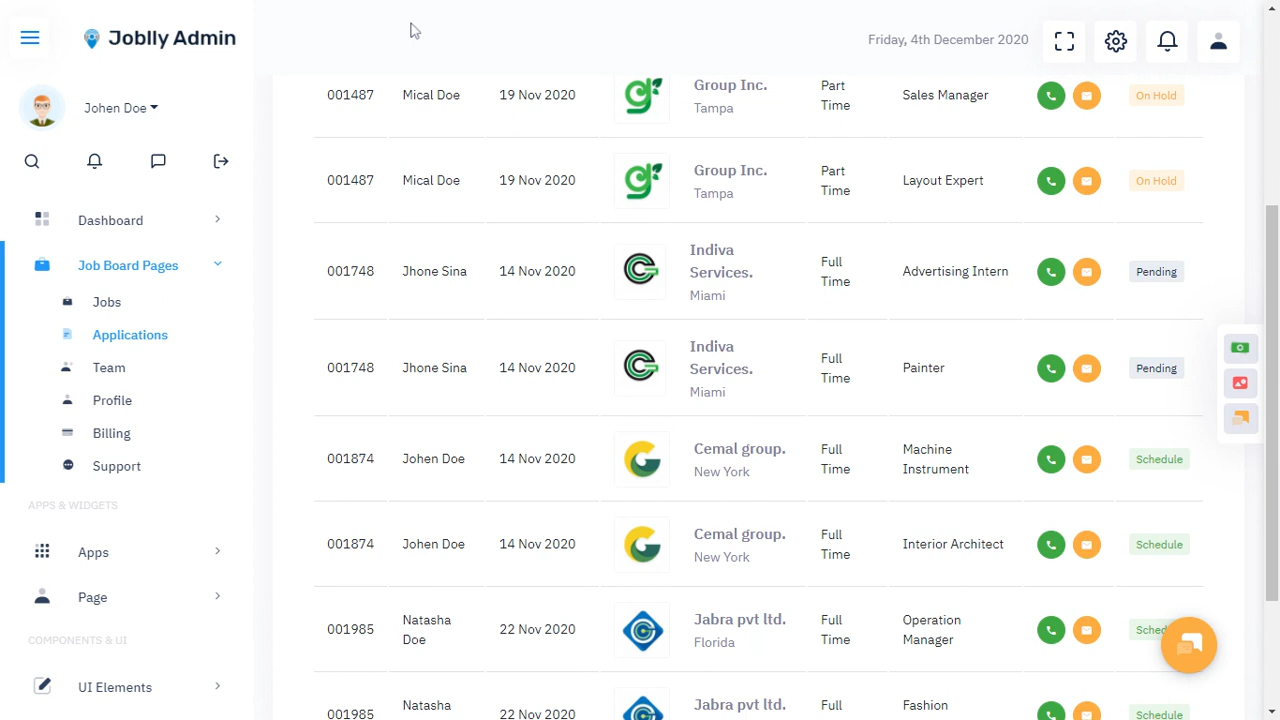 Joblly Admin
Friday, 4th December 2020
Johen Doe
Dashboard
Job Board Pages
Jobs
Applications
Team
Profile
Billing
Support
APPS & WIDGETS
Apps
Page
COMPONENTS & UI
UI Elements
001487 Mical Doe 19 Nov 2020 Group Inc. Tampa Part Time Sales Manager On Hold
001487 Mical Doe 19 Nov 2020 Group Inc. Tampa Part Time Layout Expert On Hold
001748 Jhone Sina 14 Nov 2020 Indiva Services. Miami Full Time Advertising Intern Pending
001748 Jhone Sina 14 Nov 2020 Indiva Services. Miami Full Time Painter Pending
001874 Johen Doe 14 Nov 2020 Cemal group. New York Full Time Machine Instrument Schedule
001874 Johen Doe 14 Nov 2020 Cemal group. New York Full Time Interior Architect Schedule
001985 Natasha Doe 22 Nov 2020 Jabra pvt ltd. Florida Full Time Operation Manager
001985 Natasha 22 Nov 2020 Jabra pvt ltd. Full Fashion Schedule